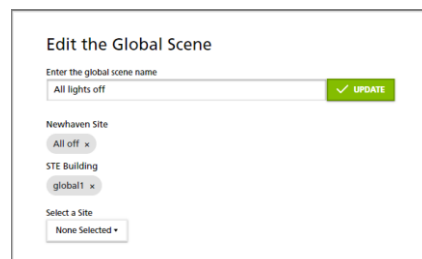 Edit the Global Scene
Enter the global scene name
All lights off
UPDATE
Newhaven Site
All off ×
STE Building
global1 ×
Select a Site
None Selected